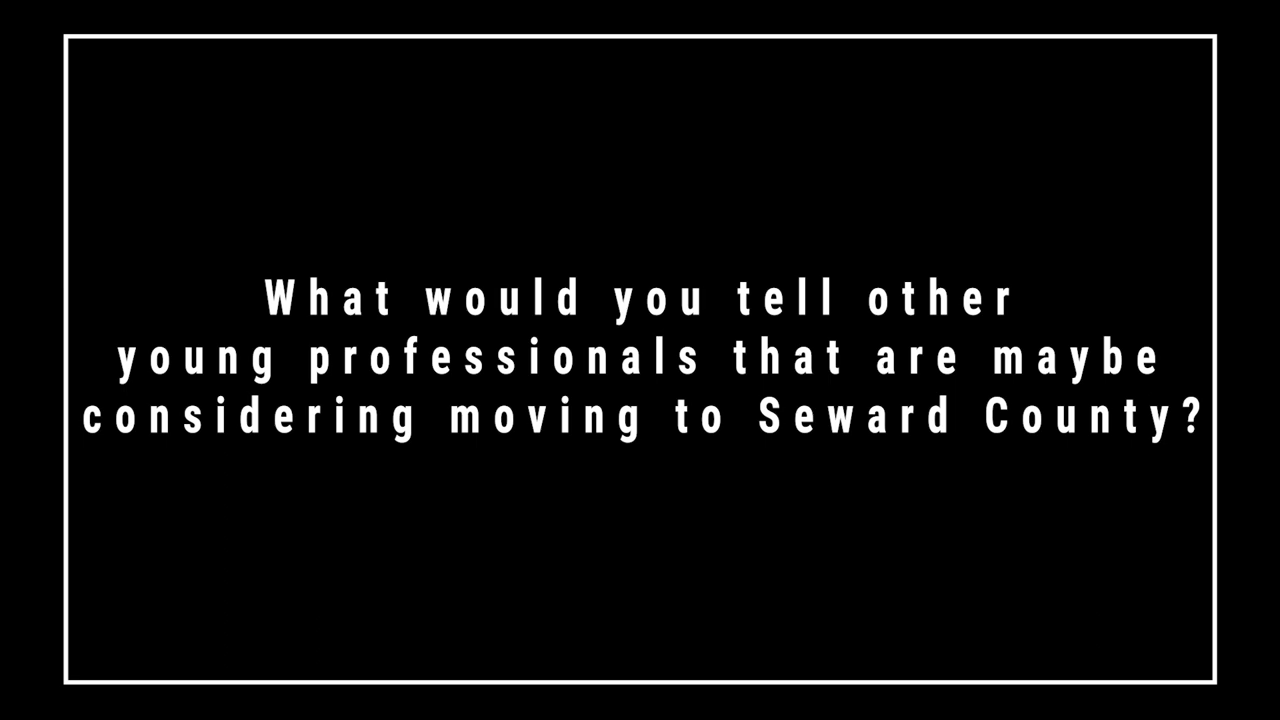 What would you tell other
young professionals that are maybe
considering moving to Seward County?